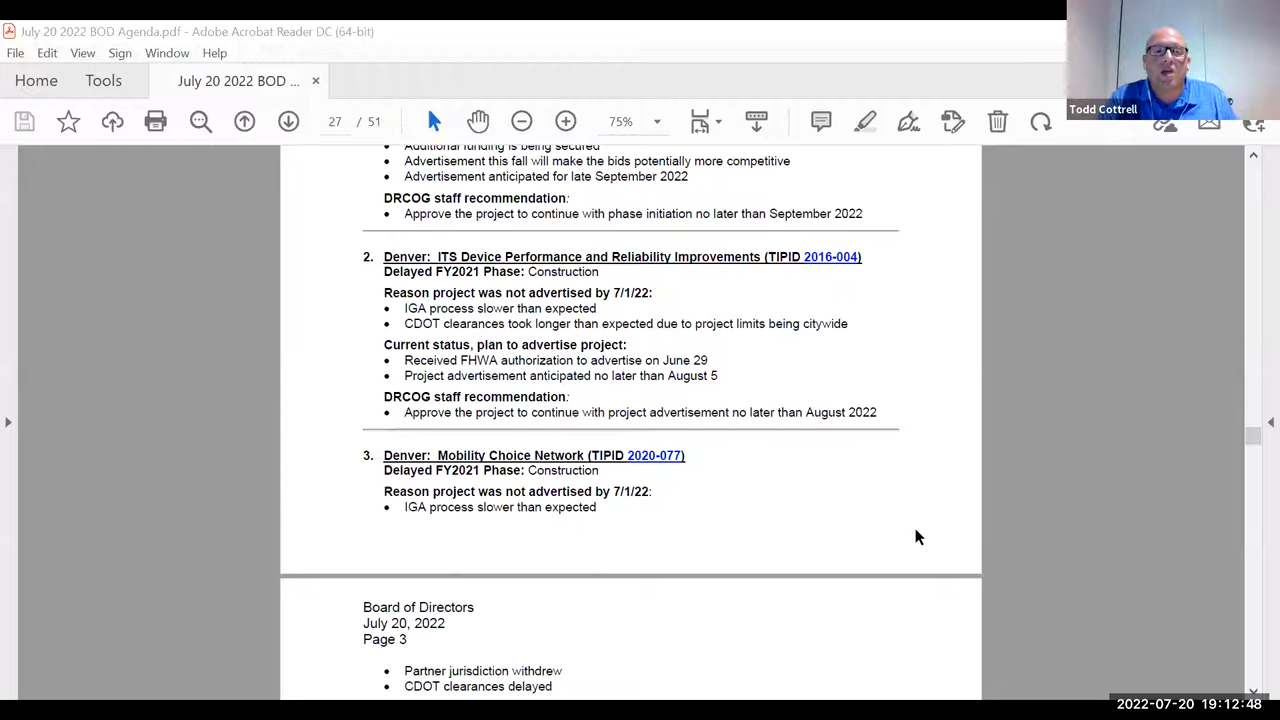 July 20 2022 BOD Agenda.pdf - Adobe Acrobat Reader DC (64-bit)
File Edit View Sign Window Help
Home Tools July 20 2022 BOD ... ×
27 / 51 75%
Todd Cottrell
Additional funding is being secured
• Advertisement this fall will make the bids potentially more competitive
• Advertisement anticipated for late September 2022
DRCOG staff recommendation:
• Approve the project to continue with phase initiation no later than September 2022
2. Denver: ITS Device Performance and Reliability Improvements (TIPID 2016-004)
Delayed FY2021 Phase: Construction
Reason project was not advertised by 7/1/22:
• IGA process slower than expected
• CDOT clearances took longer than expected due to project limits being citywide
Current status, plan to advertise project:
• Received FHWA authorization to advertise on June 29
• Project advertisement anticipated no later than August 5
DRCOG staff recommendation:
• Approve the project to continue with project advertisement no later than August 2022
3. Denver: Mobility Choice Network (TIPID 2020-077)
Delayed FY2021 Phase: Construction
Reason project was not advertised by 7/1/22:
• IGA process slower than expected
Board of Directors
July 20, 2022
Page 3
• Partner jurisdiction withdrew
• CDOT clearances delayed
2022-07-20 19:12:48